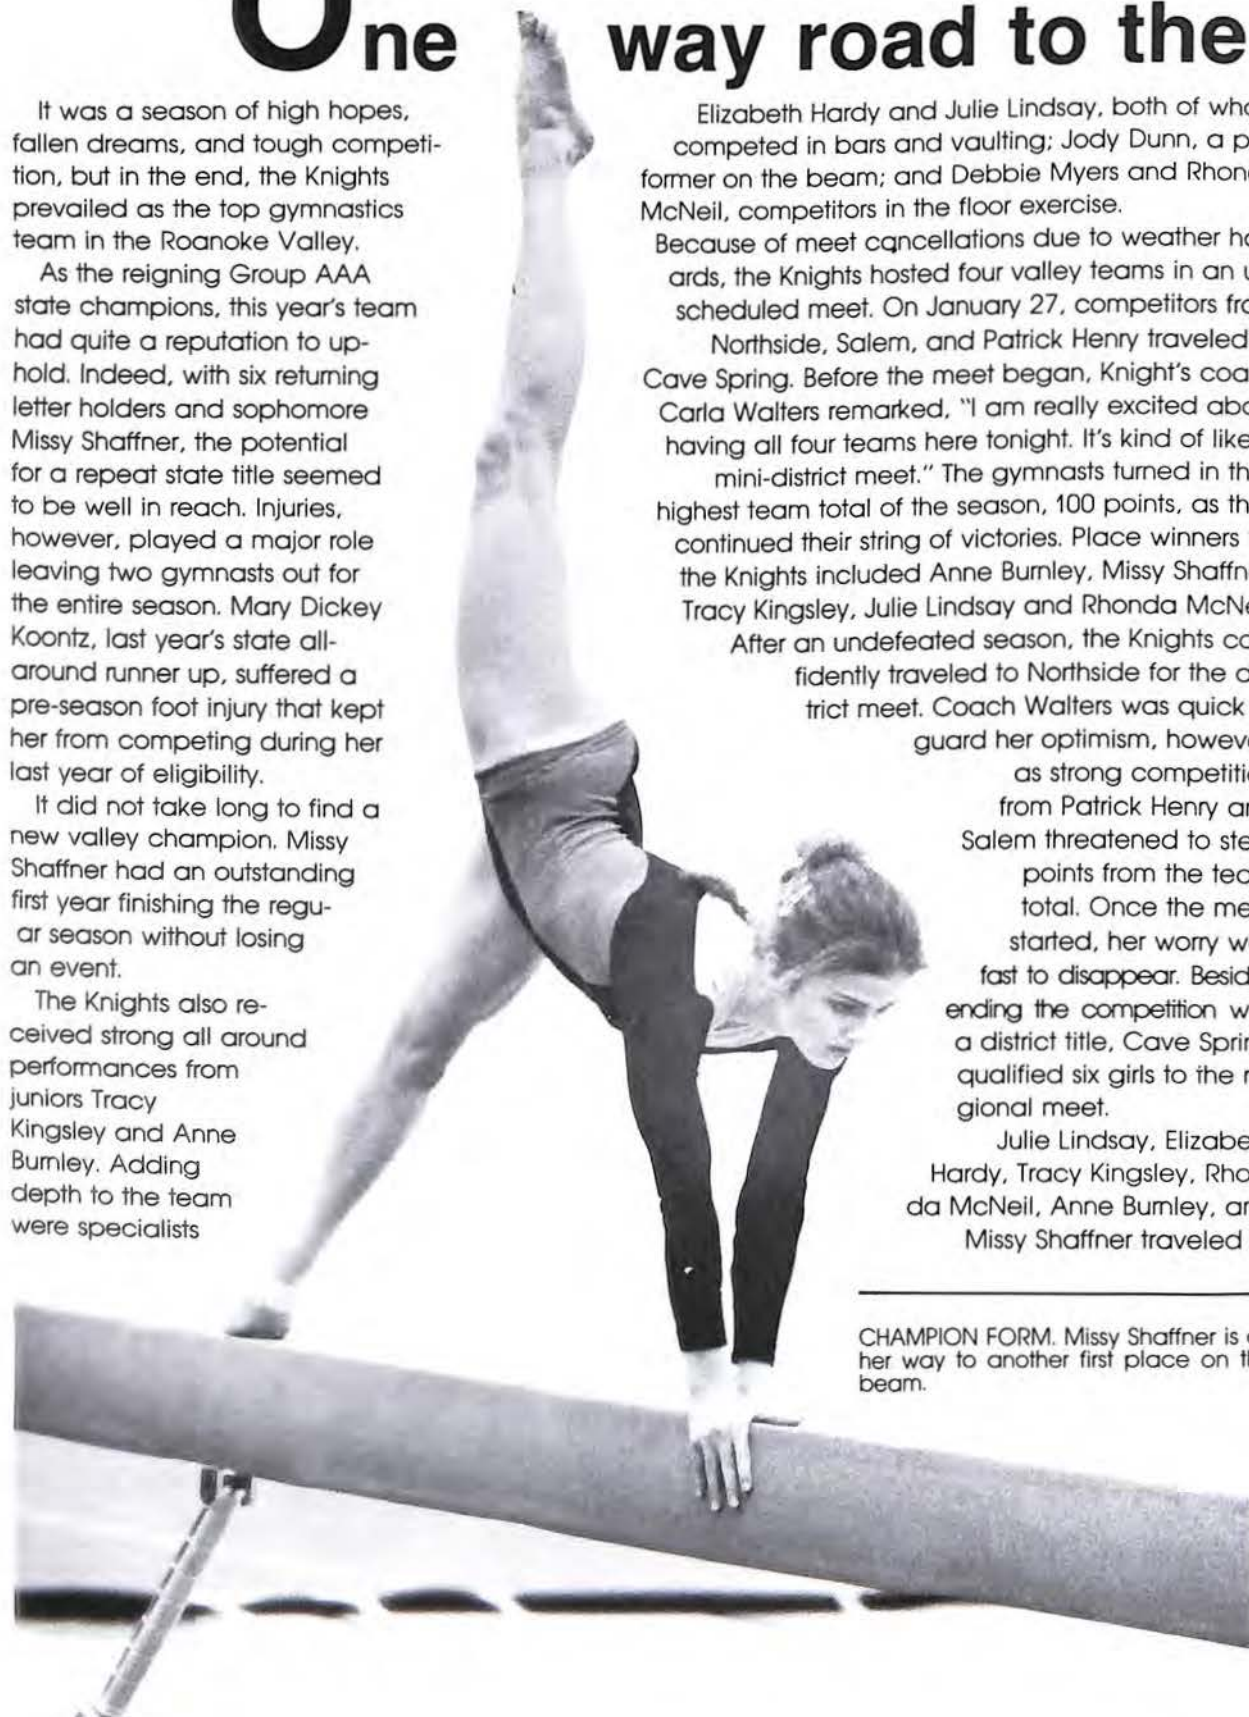 One way road to the
It was a season of high hopes,
fallen dreams, and tough competi-
tion, but in the end, the Knights
prevailed as the top gymnastics
team in the Roanoke Valley.
As the reigning Group AAA
state champions, this year's team
had quite a reputation to up-
hold. Indeed, with six returning
letter holders and sophomore
Missy Shaffner, the potential
for a repeat state title seemed
to be well in reach. Injuries,
however, played a major role
leaving two gymnasts out for
the entire season. Mary Dickey
Koontz, last year's state all-
around runner up, suffered a
pre-season foot injury that kept
her from competing during her
last year of eligibility.
It did not take long to find a
new valley champion. Missy
Shaffner had an outstanding
first year finishing the regu-
ar season without losing
an event.
The Knights also re-
ceived strong all around
performances from
juniors Tracy
Kingsley and Anne
Burnley. Adding
depth to the team
were specialists
Elizabeth Hardy and Julie Lindsay, both of who
competed in bars and vaulting; Jody Dunn, a p
former on the beam; and Debbie Myers and Rhon
McNeil, competitors in the floor exercise.
Because of meet cancellations due to weather ha
ards, the Knights hosted four valley teams in an u
scheduled meet. On January 27, competitors fro
Northside, Salem, and Patrick Henry traveled
Cave Spring. Before the meet began, Knight's coa
Carla Walters remarked, "I am really excited abo
having all four teams here tonight. It's kind of like
mini-district meet." The gymnasts turned in th
highest team total of the season, 100 points, as th
continued their string of victories. Place winners
the Knights included Anne Burnley, Missy Shaffn
Tracy Kingsley, Julie Lindsay and Rhonda McNe
After an undefeated season, the Knights co
fidently traveled to Northside for the d
trict meet. Coach Walters was quick
guard her optimism, howeve
as strong competiti
from Patrick Henry a
Salem threatened to ste
points from the tea
total. Once the me
started, her worry w
fast to disappear. Besid
ending the competition w
a district title, Cave Sprin
qualified six girls to the r
gional meet.
Julie Lindsay, Elizabe
Hardy, Tracy Kingsley, Rho
da McNeil, Anne Burnley, a
Missy Shaffner traveled
CHAMPION FORM. Missy Shaffner is
her way to another first place on t
beam.